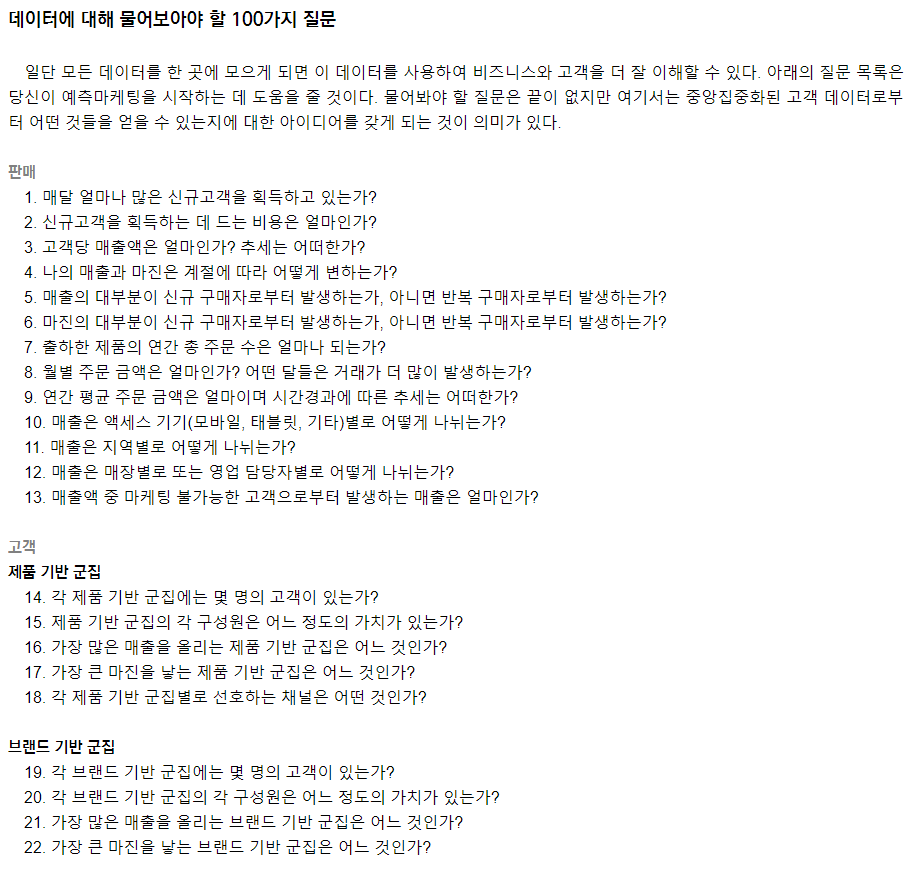 데이터에 대해 물어보아야 할 100가지 질문
일단 모든 데이터를 한 곳에 모으게 되면 이 데이터를 사용하여 비즈니스와 고객을 더 잘 이해할 수 있다. 아래의 질문 목록은
당신이 예측마케팅을 시작하는 데 도움을 줄 것이다. 물어봐야 할 질문은 끝이 없지만 여기서는 중앙집중화된 고객 데이터로부
터 어떤 것들을 얻을 수 있는지에 대한 아이디어를 갖게 되는 것이 의미가 있다.
판매
1. 매달 얼마나 많은 신규고객을 획득하고 있는가?
2. 신규고객을 획득하는 데 드는 비용은 얼마인가?
3. 고객당 매출액은 얼마인가? 추세는 어떠한가?
4. 나의 매출과 마진은 계절에 따라 어떻게 변하는가?
5. 매출의 대부분이 신규 구매자로부터 발생하는가, 아니면 반복 구매자로부터 발생하는가?
6. 마진의 대부분이 신규 구매자로부터 발생하는가, 아니면 반복 구매자로부터 발생하는가?
7. 출하한 제품의 연간 총 주문 수은 얼마나 되는가?
8. 월별 주문 금액은 얼마인가? 어떤 달들은 거래가 더 많이 발생하는가?
9. 연간 평균 주문 금액은 얼마이며 시간경과에 따른 추세는 어떠한가?
10. 매출은 액세스 기기(모바일, 태블릿, 기타)별로 어떻게 나뉘는가?
11. 매출은 지역별로 어떻게 나뉘는가?
12. 매출은 매장별로 또는 영업 담당자별로 어떻게 나뉘는가?
13. 매출액 중 마케팅 불가능한 고객으로부터 발생하는 매출은 얼마인가?
고객
제품 기반 군집
14. 각 제품 기반 군집에는 몇 명의 고객이 있는가?
15. 제품 기반 군집의 각 구성원은 어느 정도의 가치가 있는가?
16. 가장 많은 매출을 올리는 제품 기반 군집은 어느 것인가?
17. 가장 큰 마진을 낳는 제품 기반 군집은 어느 것인가?
18. 각 제품 기반 군집별로 선호하는 채널은 어떤 것인가?
브랜드 기반 군집
19. 각 브랜드 기반 군집에는 몇 명의 고객이 있는가?
20. 각 브랜드 기반 군집의 각 구성원은 어느 정도의 가치가 있는가?
21. 가장 많은 매출을 올리는 브랜드 기반 군집은 어느 것인가?
22. 가장 큰 마진을 낳는 브랜드 기반 군집은 어느 것인가?